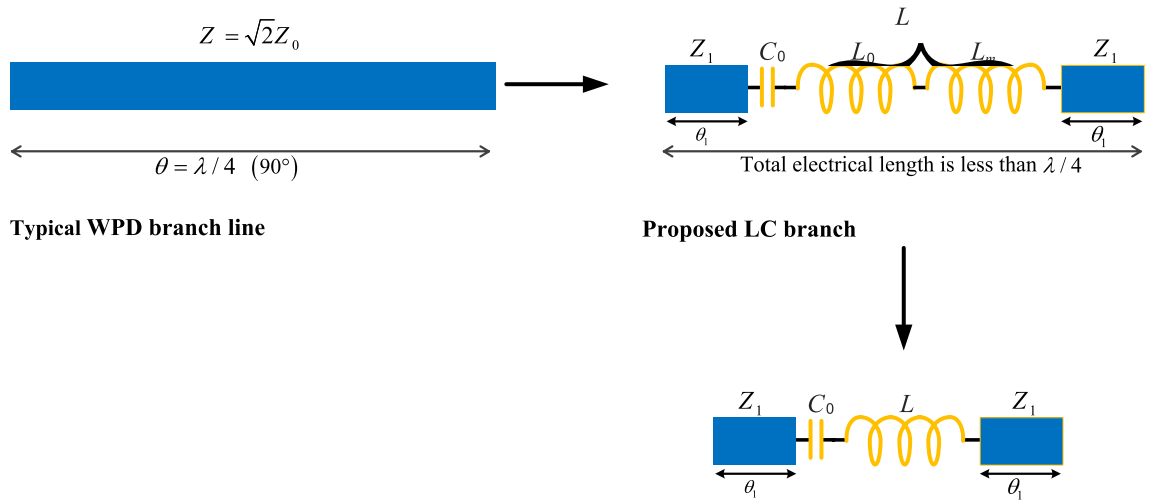 Z = √2Z₀
θ = λ / 4 (90°)
Typical WPD branch line
L
Z₁ C₀ L₀ Lₘ Z₁
θ₁ θ₁
Total electrical length is less than λ / 4
Proposed LC branch
Z₁ C₀ L Z₁
θ₁ θ₁